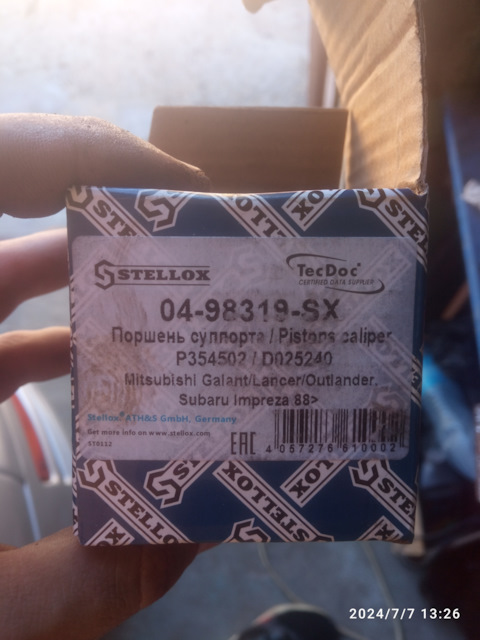 STELLOX
TecDoc
CERTIFIED DATA SUPPLIER
04-98319-SX
Поршень суппорта / Pistons caliper
P354502 / D025240
Mitsubishi Galant/Lancer/Outlander,
Subaru Impreza 88>
Stellox, ATH&S GmbH, Germany
Get more info on www.stellox.com
ST0112
EAC
4 057276 610002
2024/7/7 13:26